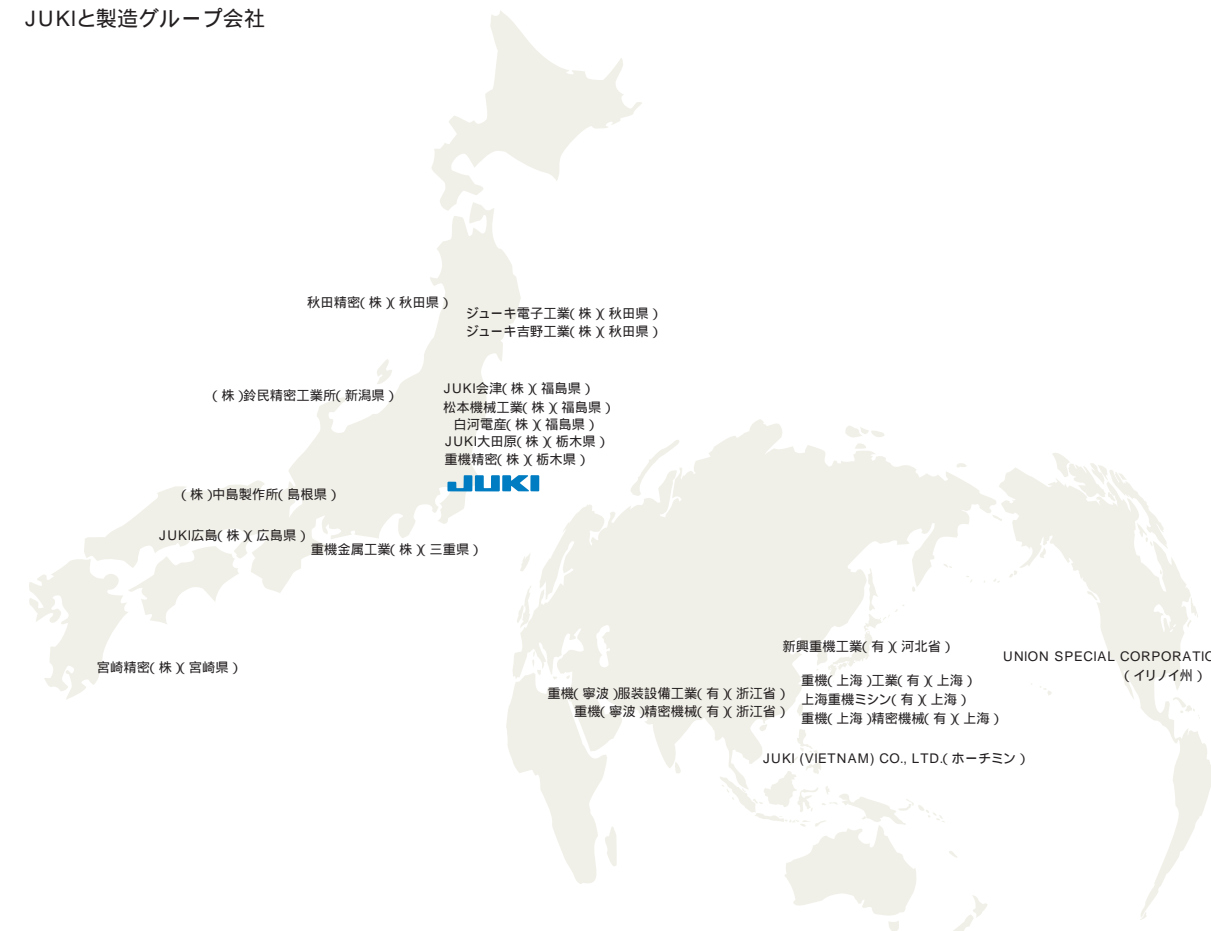 JUKIと製造グループ会社
秋田精密(株)(秋田県)
ジューキ電子工業(株)(秋田県)
ジューキ吉野工業(株)(秋田県)
(株)鈴民精密工業所(新潟県)
JUKI会津(株)(福島県)
松本機械工業(株)(福島県)
白河電産(株)(福島県)
JUKI大田原(株)(栃木県)
重機精密(株)(栃木県)
JUKI
(株)中島製作所(島根県)
JUKI広島(株)(広島県)
重機金属工業(株)(三重県)
宮崎精密(株)(宮崎県)
新興重機工業(有)(河北省)
重機(上海)工業(有)(上海)
上海重機ミシン(有)(上海)
重機(上海)精密機械(有)(上海)
重機(寧波)服装設備工業(有)(浙江省)
重機(寧波)精密機械(有)(浙江省)
JUKI (VIETNAM) CO., LTD.(ホーチミン)
UNION SPECIAL CORPORATIO
(イリノイ州)